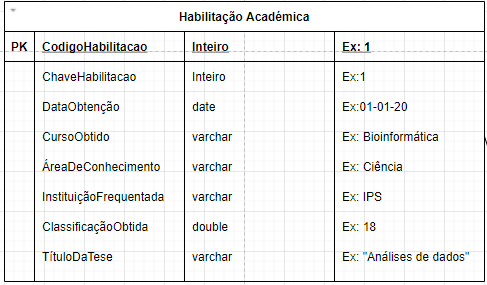 Habilitação Académica
PK CodigoHabilitacao Inteiro Ex: 1
ChaveHabilitacao Inteiro Ex:1
DataObtenção date Ex:01-01-20
CursoObtido varchar Ex: Bioinformática
ÁreaDeConhecimento varchar Ex: Ciência
InstituiçãoFrequentada varchar Ex: IPS
ClassificaçãoObtida double Ex: 18
TítuloDaTese varchar Ex: "Análises de dados"